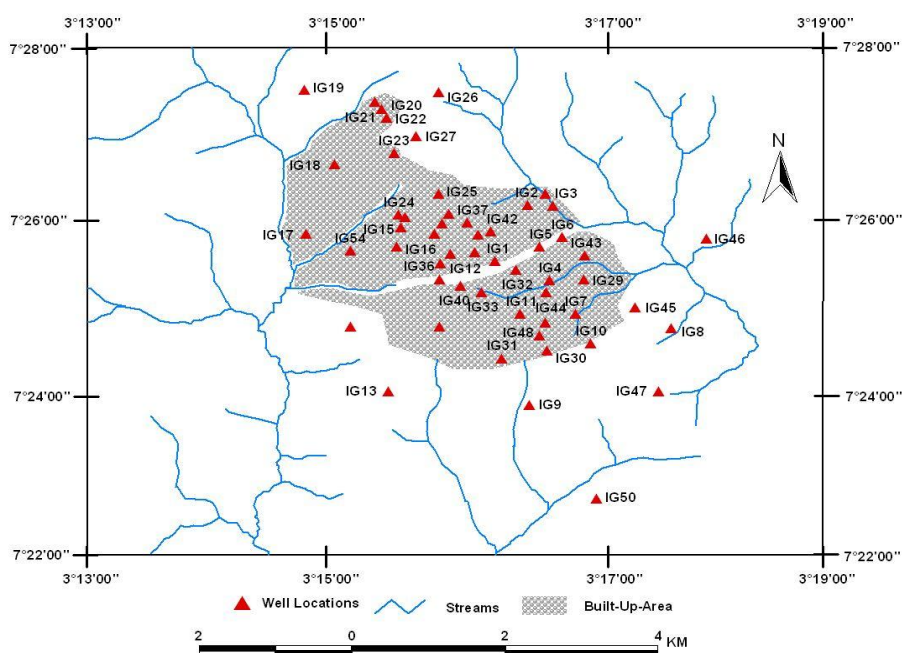 3°13'00" 3°15'00" 3°17'00" 3°19'00"
7°28'00" 7°28'00"
IG19
IG26
IG20
IG21 IG22
IG23 IG27
N
IG18
IG25 IG2 IG3
IG24 IG37
7°26'00" 7°26'00"
IG15 IG42 IG6
IG17 IG5 IG46
IG54 IG16 IG1 IG43
IG36 IG12 IG4
IG32 IG29
IG40 IG33 IG11 IG7
IG44 IG45
IG48 IG10 IG8
IG31 IG30
7°24'00" IG13 IG47 7°24'00"
IG9
IG50
7°22'00" 7°22'00"
3°13'00" 3°15'00" 3°17'00" 3°19'00"
Well Locations Streams Built-Up-Area
2 0 2 4 KM